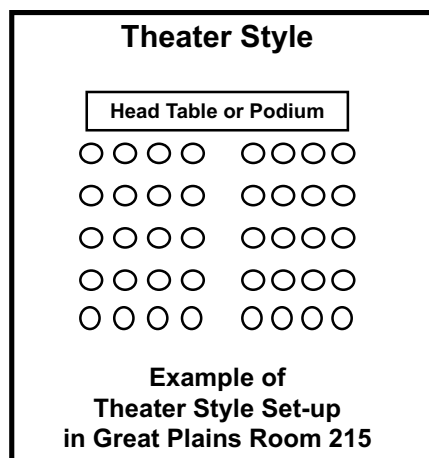 Theater Style
Head Table or Podium
Example of
Theater Style Set-up
in Great Plains Room 215